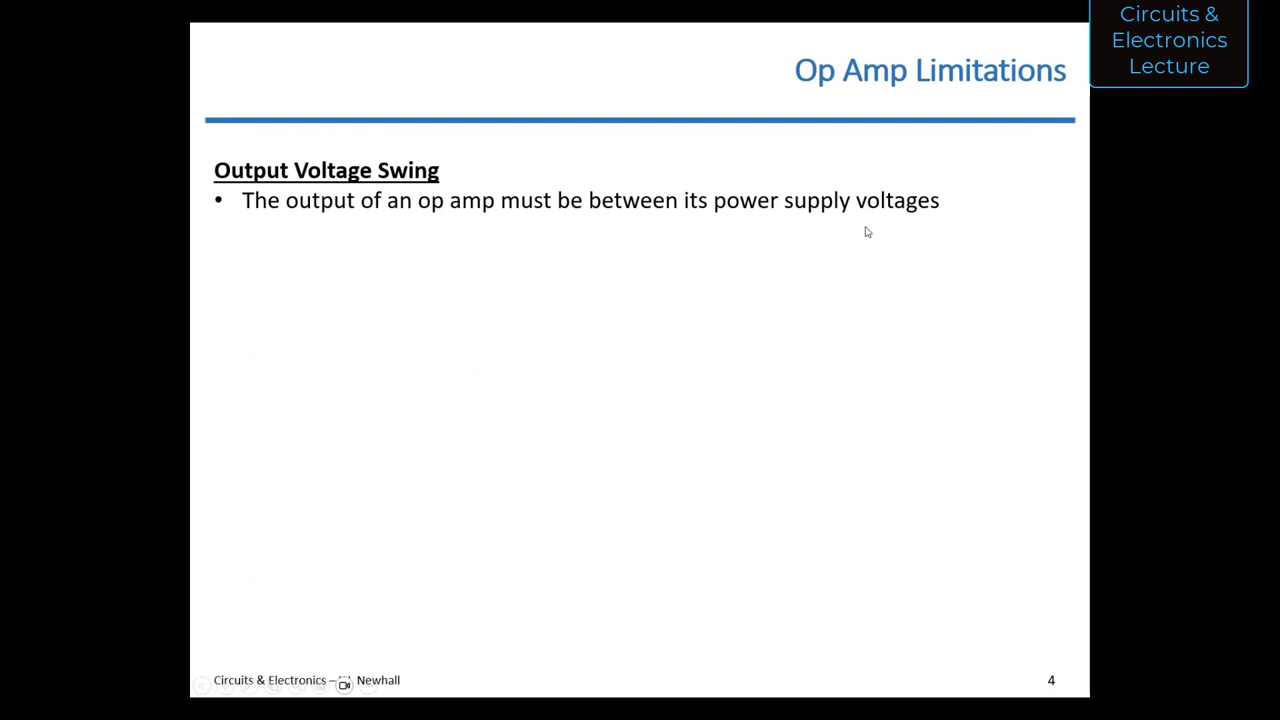 Circuits &
Electronics
Lecture
Op Amp Limitations
Output Voltage Swing
• The output of an op amp must be between its power supply voltages
Circuits & Electronics – Newhall
4